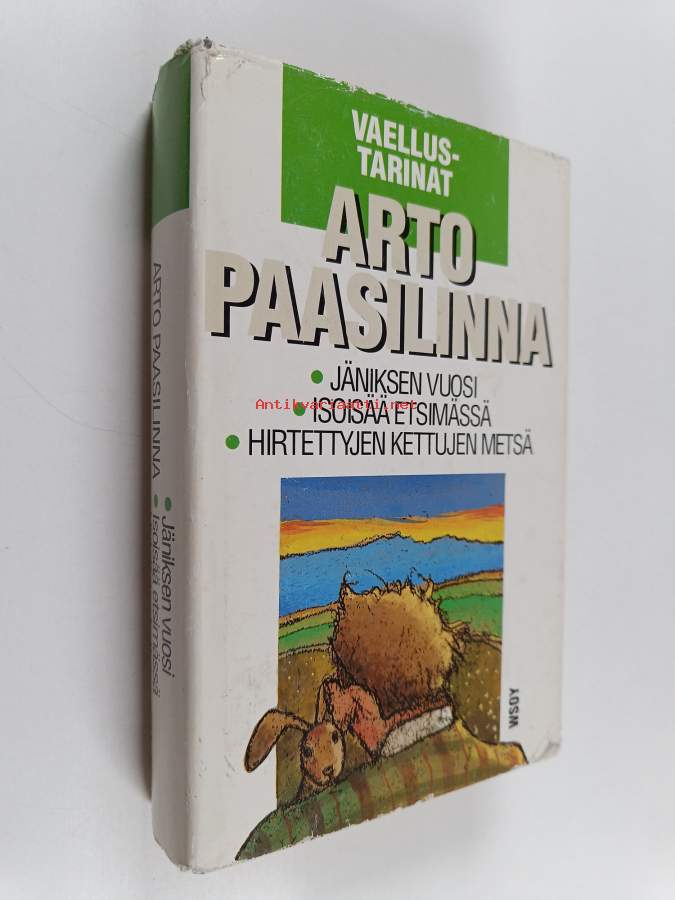 VAELLUS-
TARINAT
ARTO
PAASILINNA
• JÄNIKSEN VUOSI
• ISOISÄÄ ETSIMÄSSÄ
• HIRTETTYJEN KETTUJEN METSÄ
Antikvariaatti.net
WSOY
ARTO PAASILINNA • Jäniksen vuosi
• Isoisää etsimässä